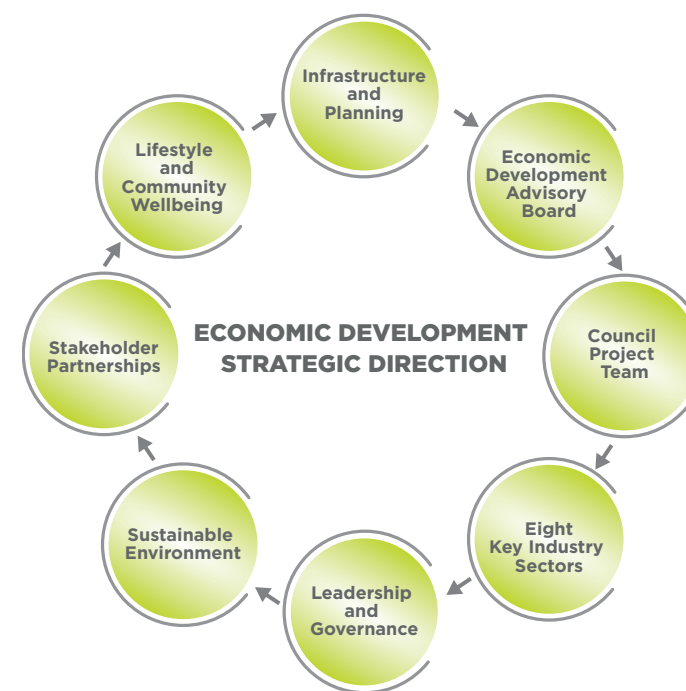 Infrastructure
and
Planning
Economic
Development
Advisory
Board
Council
Project
Team
Eight
Key Industry
Sectors
Leadership
and
Governance
Sustainable
Environment
Stakeholder
Partnerships
Lifestyle
and
Community
Wellbeing
ECONOMIC DEVELOPMENT
STRATEGIC DIRECTION